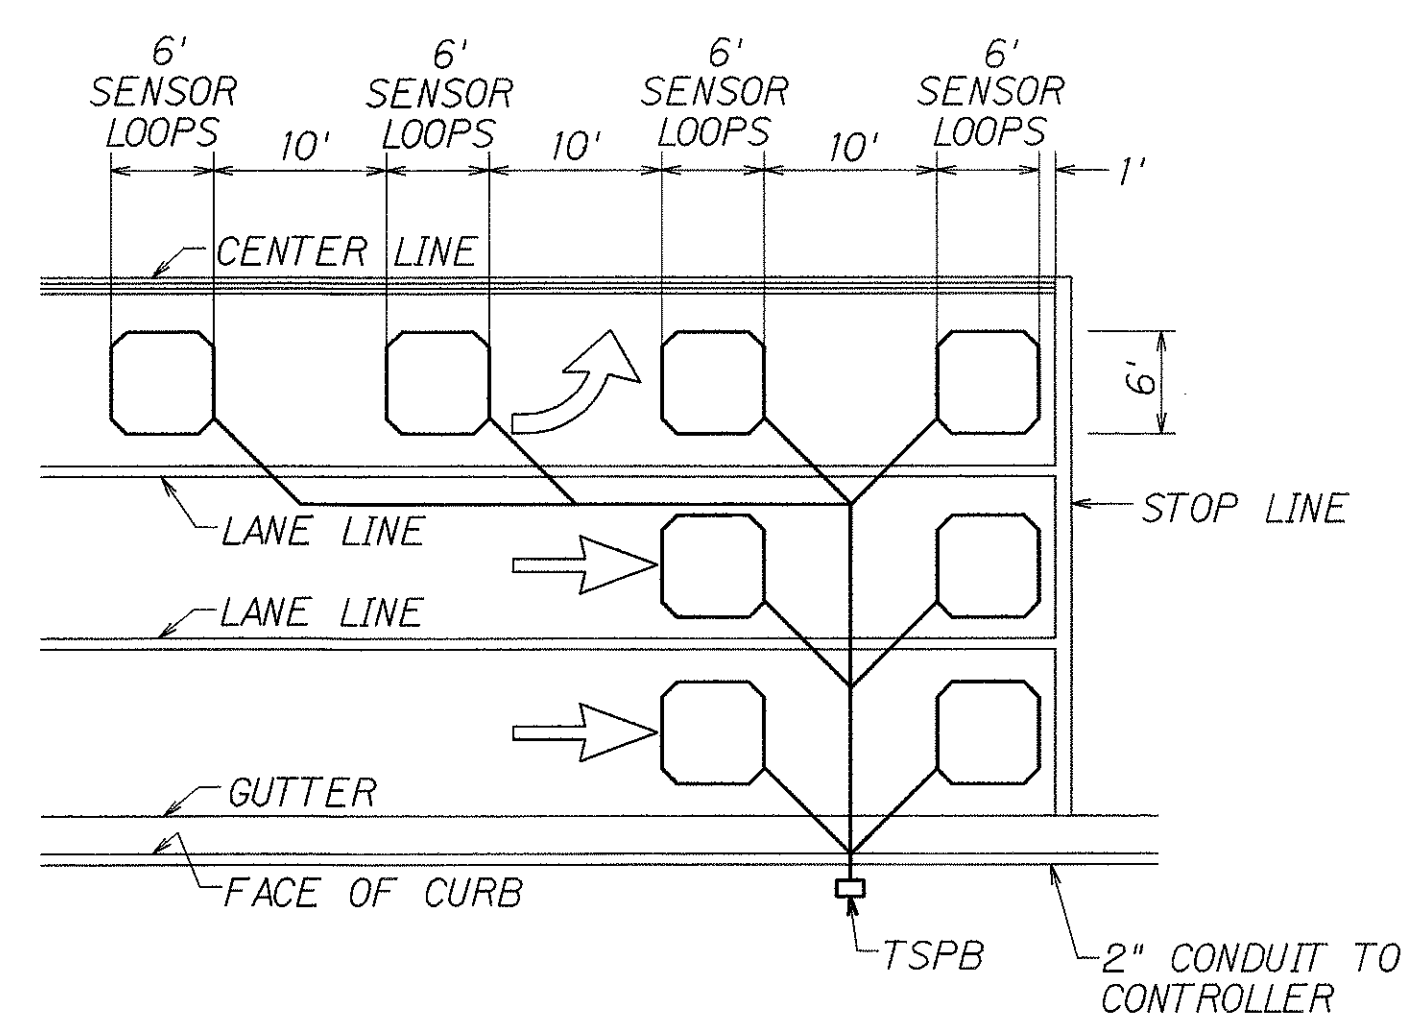 6'
SENSOR
LOOPS
6'
SENSOR
LOOPS
6'
SENSOR
LOOPS
6'
SENSOR
LOOPS
10'
10'
10'
1'
CENTER LINE
6'
LANE LINE
STOP LINE
LANE LINE
GUTTER
FACE OF CURB
TSPB
2" CONDUIT TO
CONTROLLER